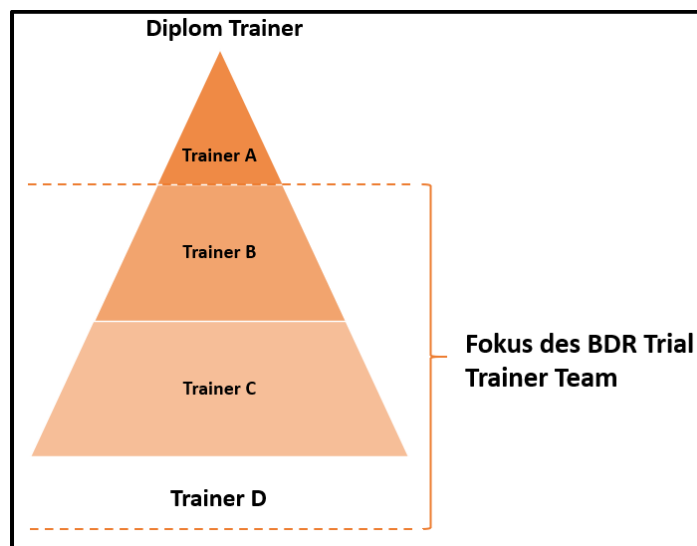 Diplom Trainer
Trainer A
Trainer B
Fokus des BDR Trial
Trainer Team
Trainer C
Trainer D